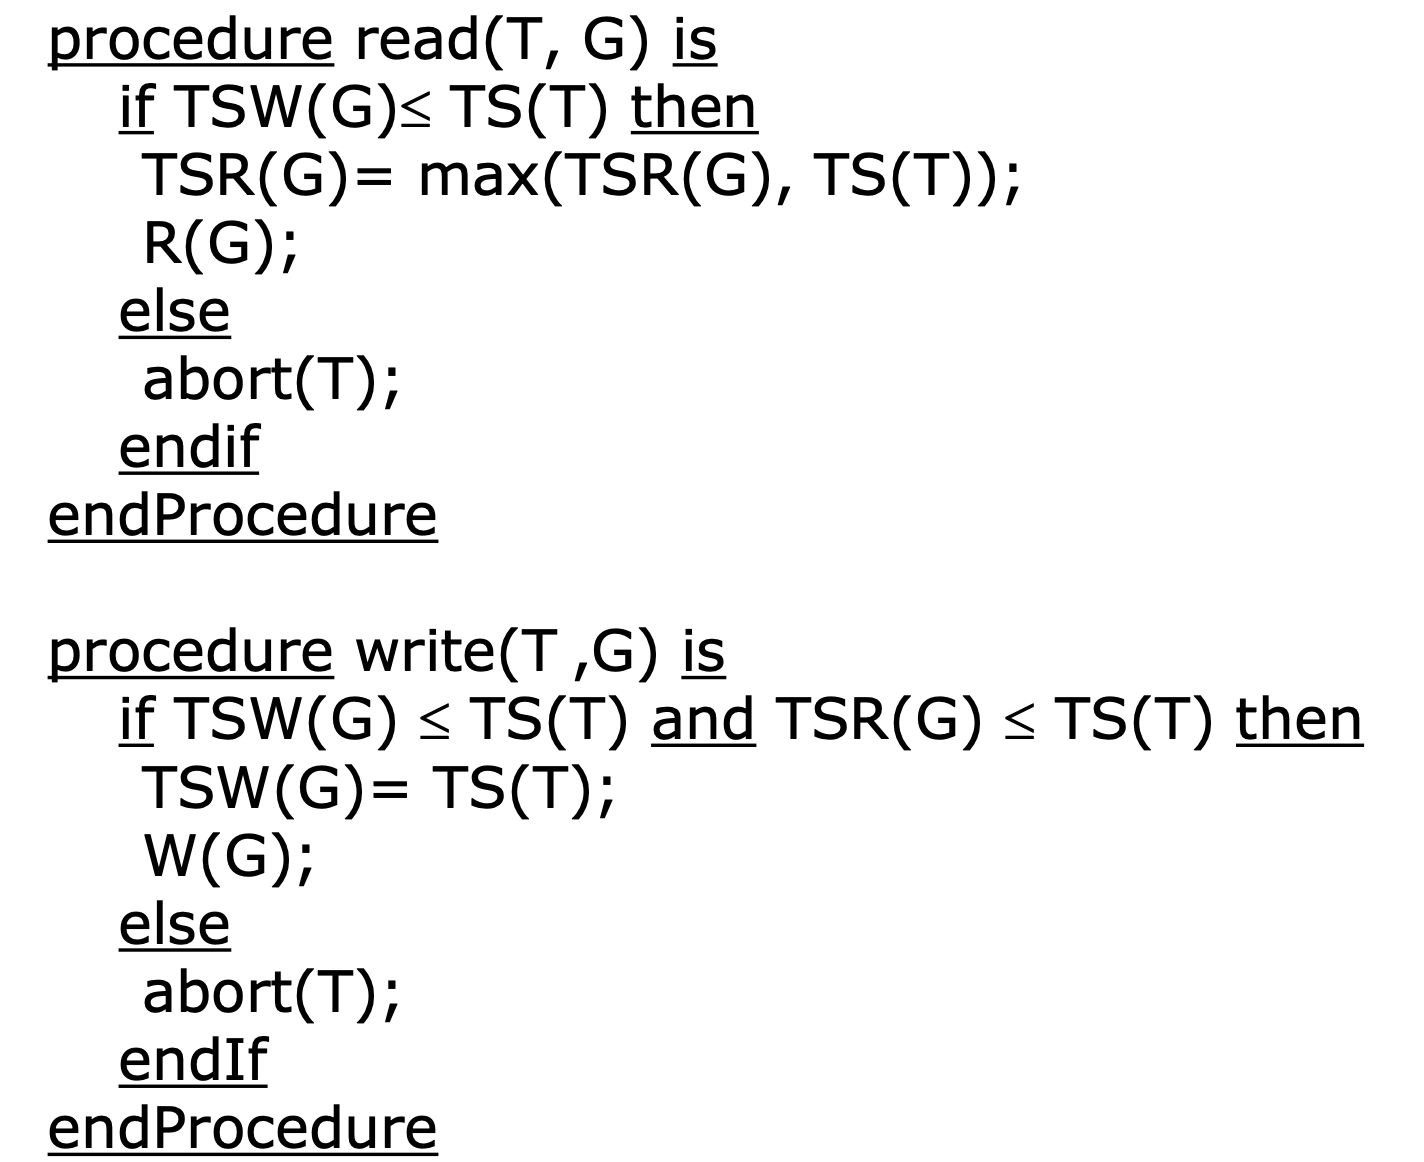 procedure read(T, G) is
if TSW(G)≤ TS(T) then
TSR(G)= max(TSR(G), TS(T));
R(G);
else
abort(T);
endif
endProcedure
procedure write(T ,G) is
if TSW(G) ≤ TS(T) and TSR(G) ≤ TS(T) then
TSW(G)= TS(T);
W(G);
else
abort(T);
endIf
endProcedure